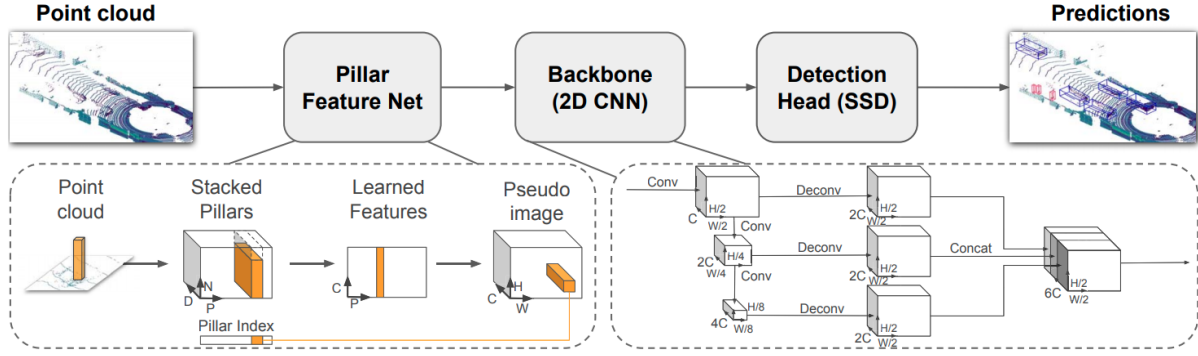 Point cloud
Predictions
Pillar
Feature Net
Backbone
(2D CNN)
Detection
Head (SSD)
Point
cloud
Stacked
Pillars
Learned
Features
Pseudo
image
D
N
P
C
P
C
H
W
Pillar Index
Conv
C
H/2
W/2
Deconv
2C
H/2
W/2
Conv
2C
H/4
W/4
Deconv
2C
H/2
W/2
Concat
6C
H/2
W/2
Conv
4C
H/8
W/8
Deconv
2C
H/2
W/2